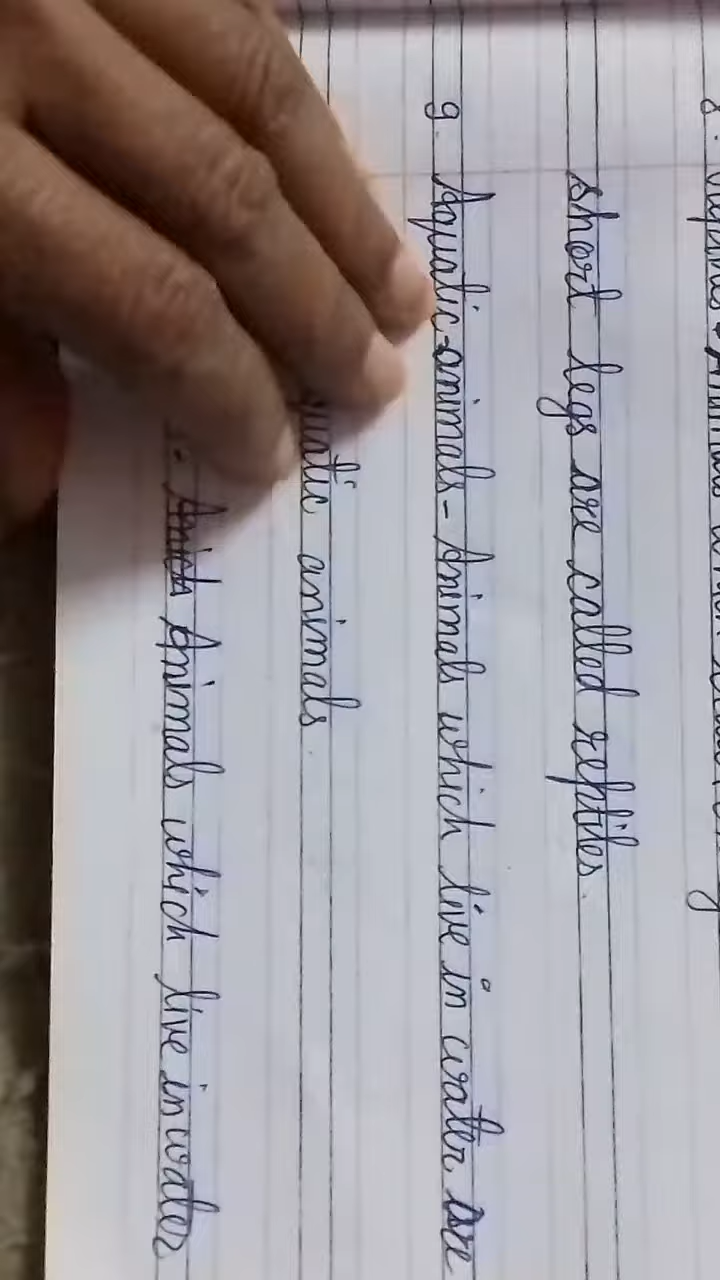 short legs are called reptiles.
9. Aquatic-animals - Animals which live in water are
animals.
Animals which live in water